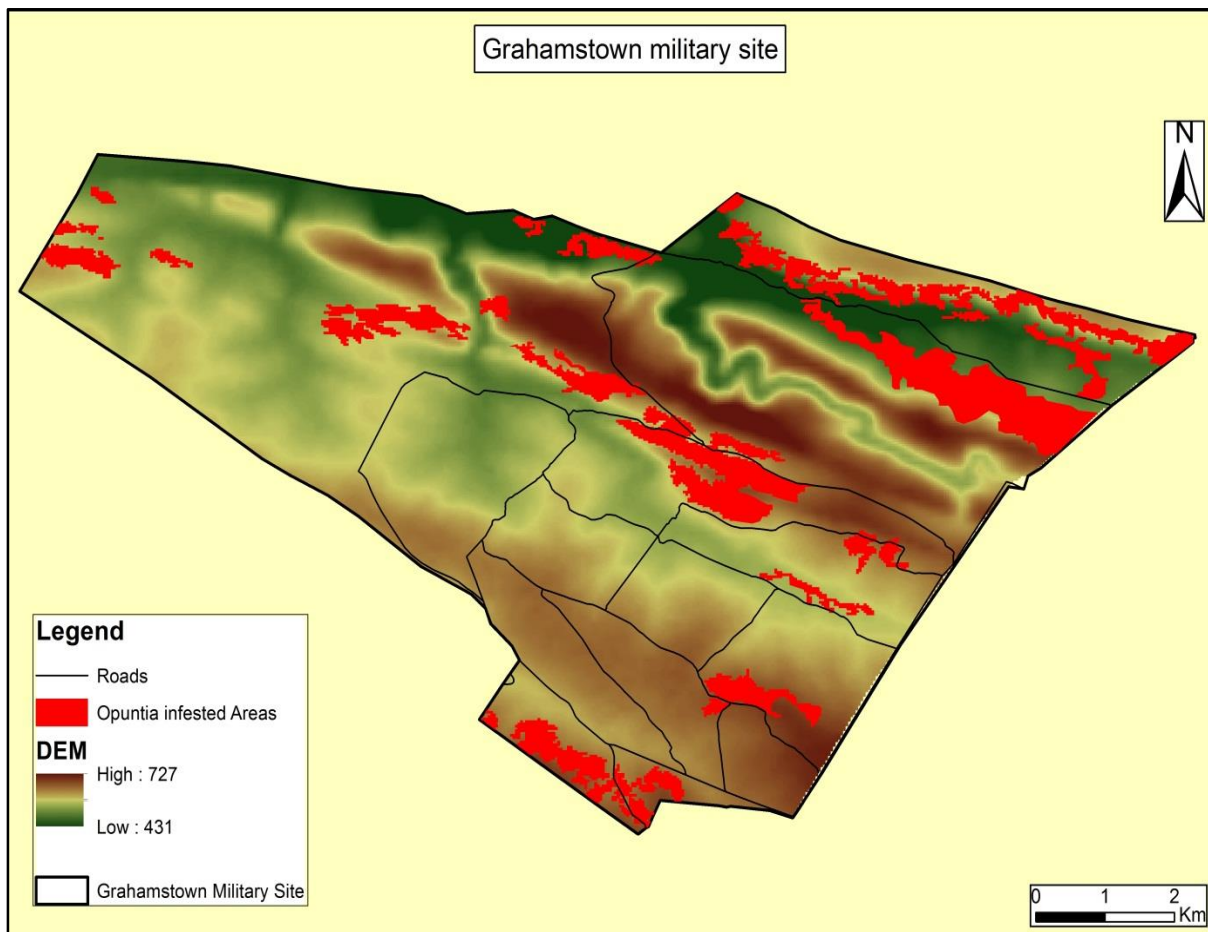 Grahamstown military site
N
Legend
Roads
Opuntia infested Areas
DEM
High : 727
Low : 431
Grahamstown Military Site
0 1 2
Km